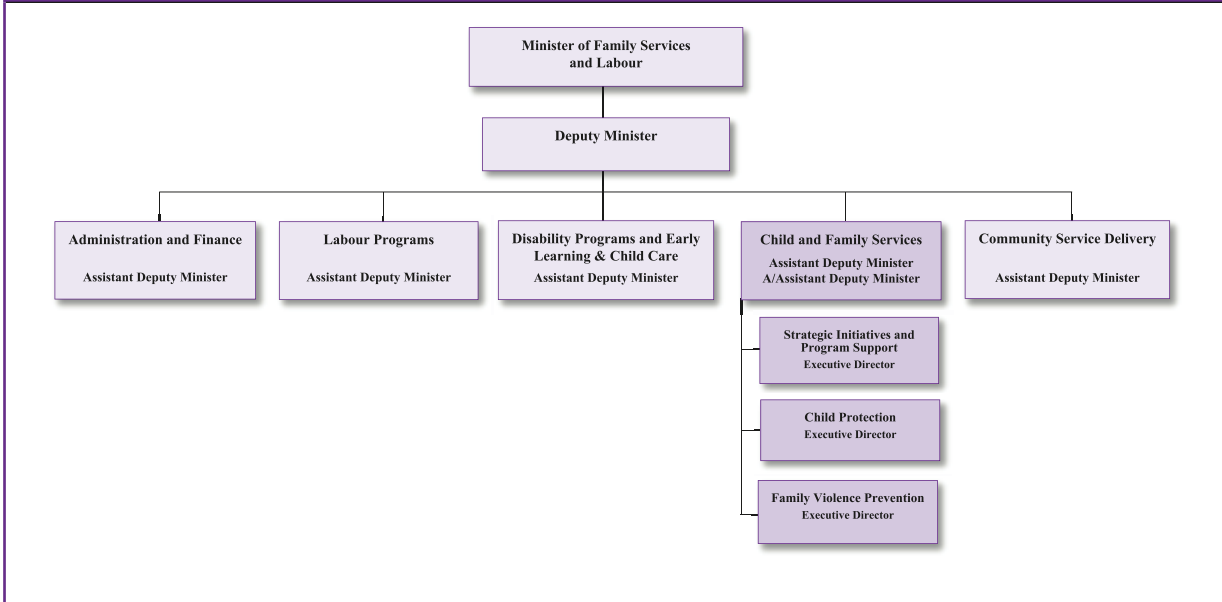 Minister of Family Services
and Labour
Deputy Minister
Administration and Finance
Assistant Deputy Minister
Labour Programs
Assistant Deputy Minister
Disability Programs and Early
Learning & Child Care
Assistant Deputy Minister
Child and Family Services
Assistant Deputy Minister
A/Assistant Deputy Minister
Community Service Delivery
Assistant Deputy Minister
Strategic Initiatives and
Program Support
Executive Director
Child Protection
Executive Director
Family Violence Prevention
Executive Director